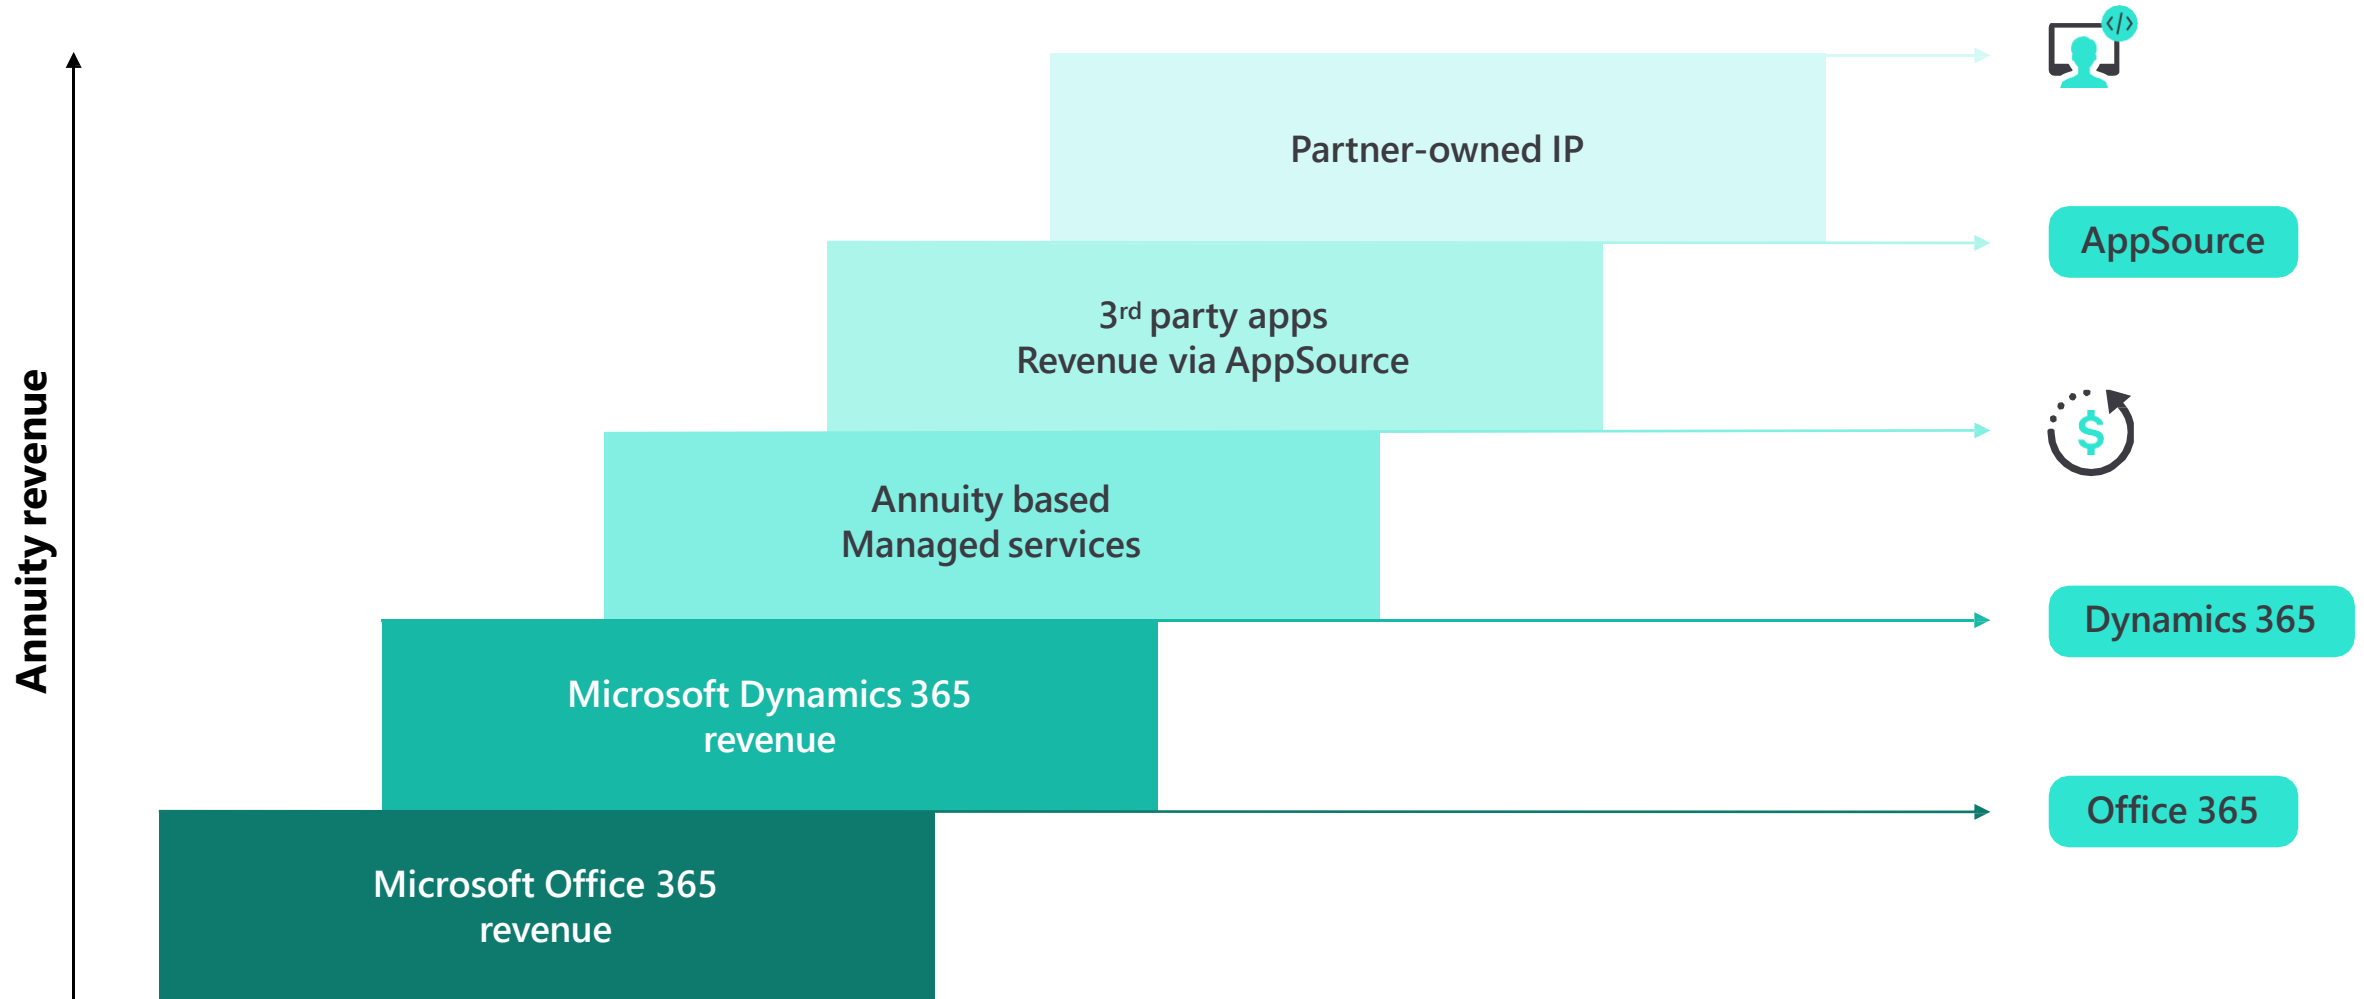 Partner-owned IP
AppSource
3rd party apps
Revenue via AppSource
Annuity revenue
$
Annuity based
Managed services
Dynamics 365
Microsoft Dynamics 365
revenue
Office 365
Microsoft Office 365
revenue